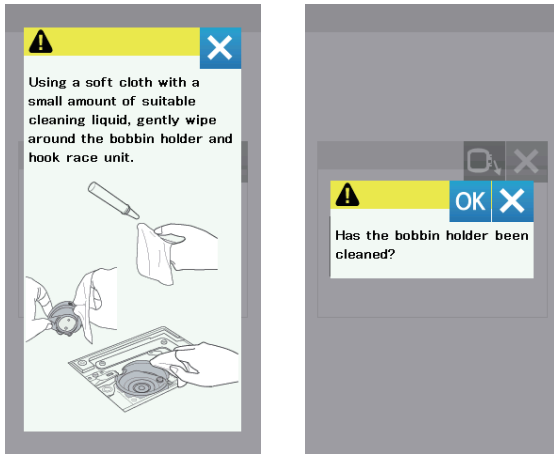 Using a soft cloth with a
small amount of suitable
cleaning liquid, gently wipe
around the bobbin holder and
hook race unit.
OK
Has the bobbin holder been
cleaned?